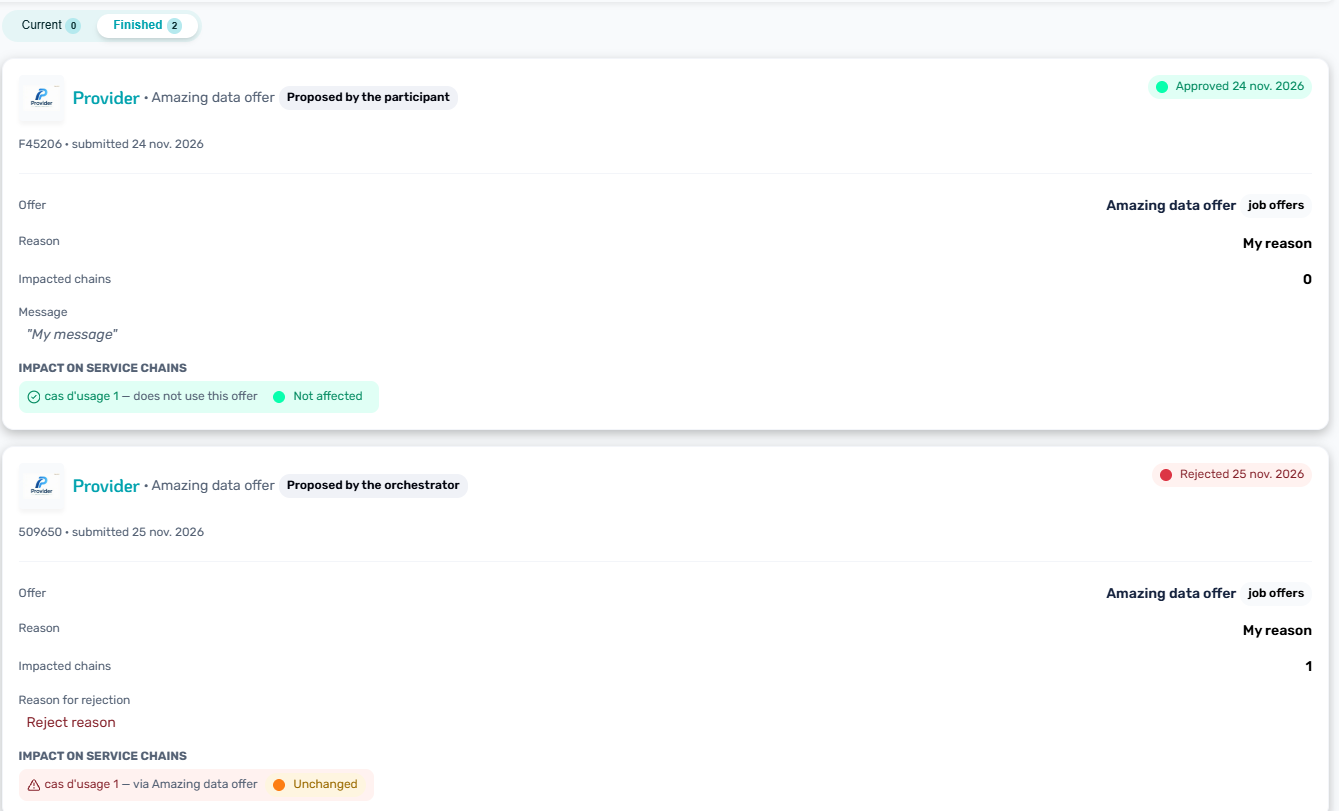 Current 0 Finished 2
Provider
Provider • Amazing data offer Proposed by the participant
Approved 24 nov. 2026
F45206 • submitted 24 nov. 2026
Offer
Amazing data offer job offers
Reason
My reason
Impacted chains
0
Message
"My message"
IMPACT ON SERVICE CHAINS
cas d'usage 1 — does not use this offer Not affected
Provider
Provider • Amazing data offer Proposed by the orchestrator
Rejected 25 nov. 2026
509650 • submitted 25 nov. 2026
Offer
Amazing data offer job offers
Reason
My reason
Impacted chains
1
Reason for rejection
Reject reason
IMPACT ON SERVICE CHAINS
cas d'usage 1 — via Amazing data offer Unchanged